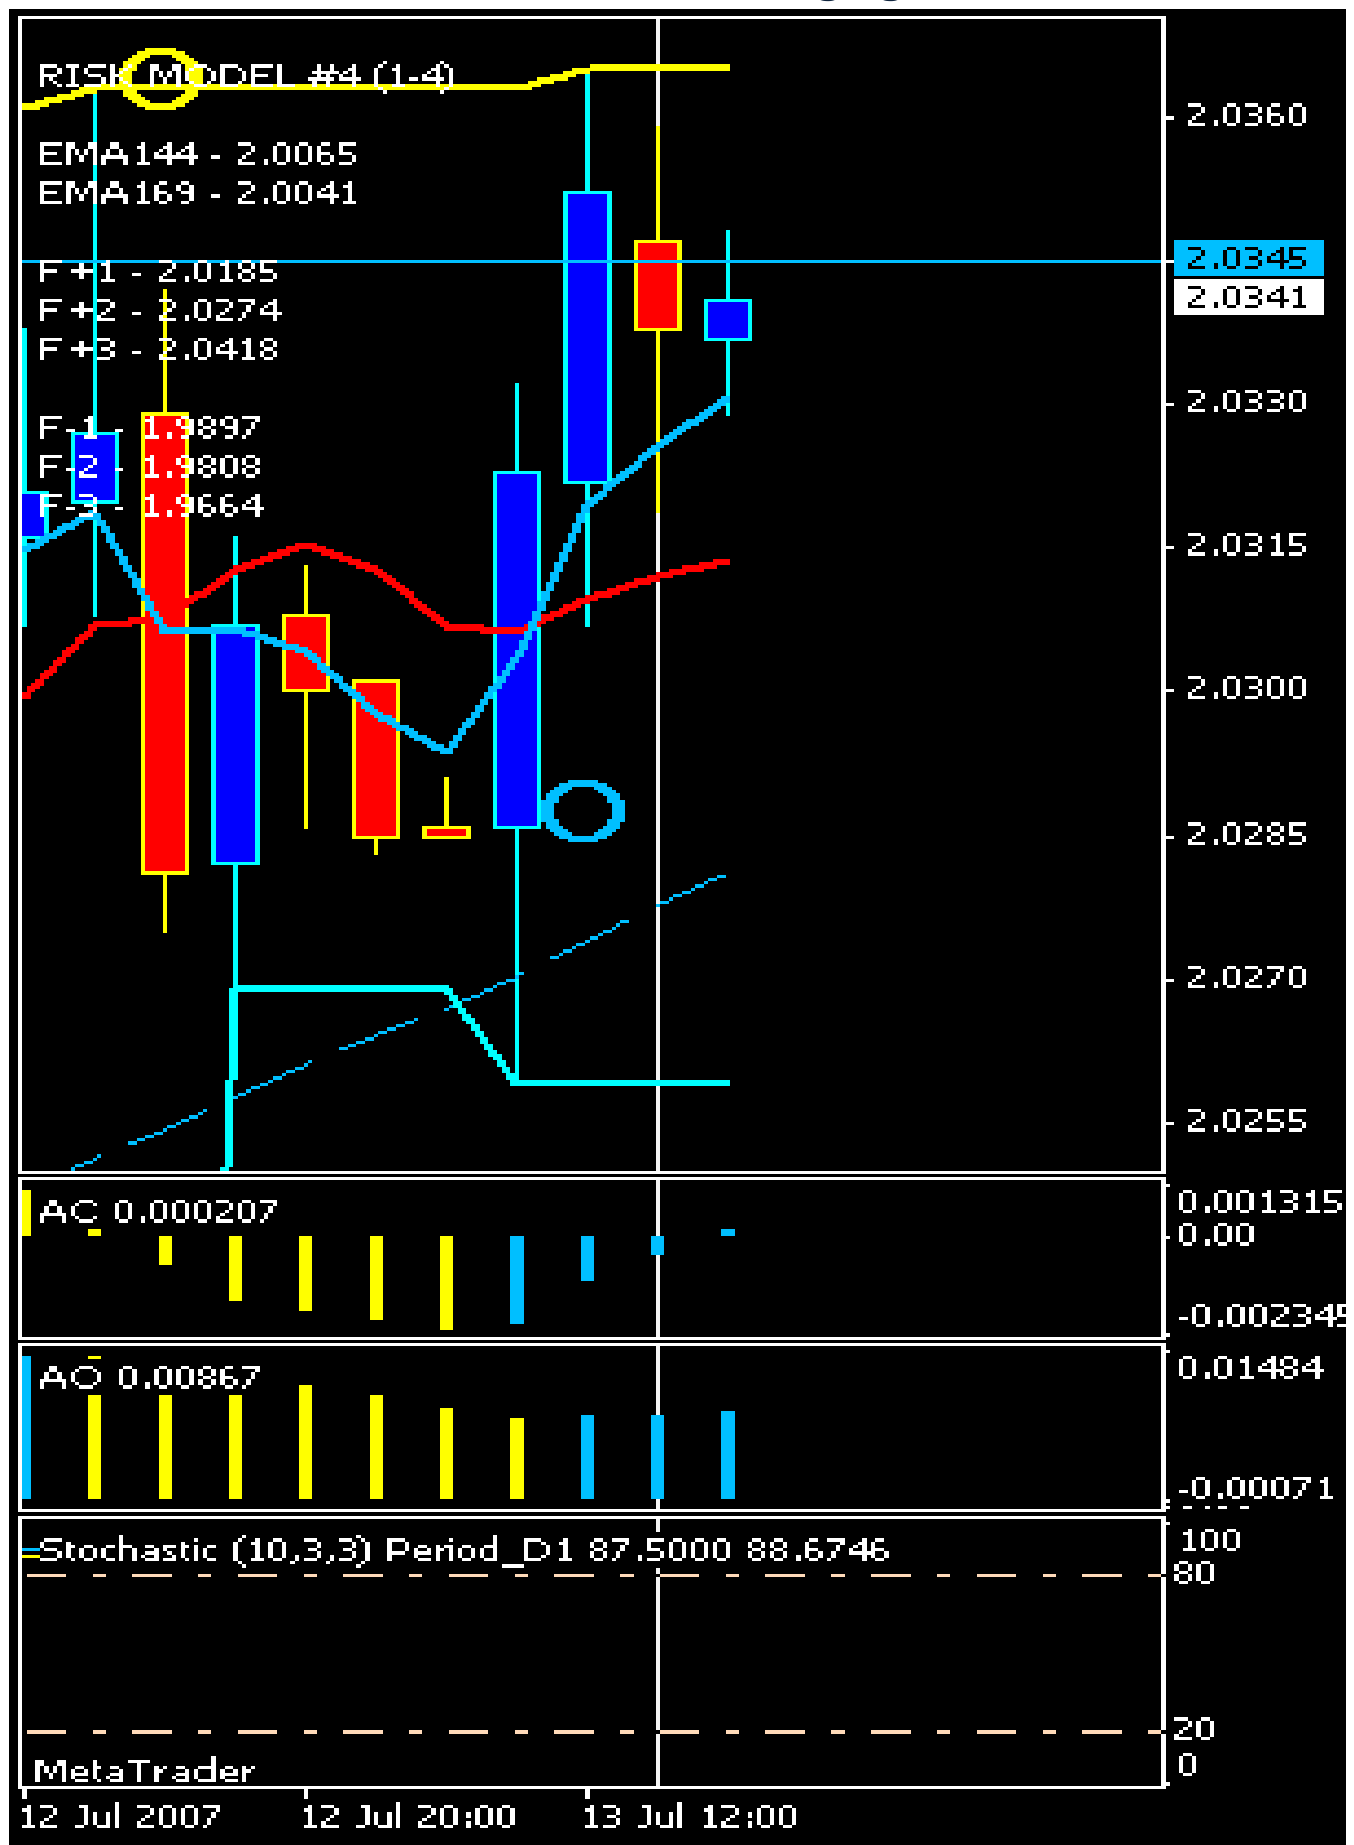 RISK MODEL #4 (1-4)
EMA144 - 2.0065
EMA169 - 2.0041
F+1 - 2.0185
F+2 - 2.0274
F+3 - 2.0418
F-1 - 1.9897
F-2 - 1.9808
F-3 - 1.9664
2.0360
2.0345
2.0341
2.0330
2.0315
2.0300
2.0285
2.0270
2.0255
AC 0.000207
0.001315
0.00
-0.002345
AO 0.00867
0.01484
-0.00071
Stochastic (10,3,3) Period_D1 87.5000 88.6746
100
80
20
0
MetaTrader
12 Jul 2007
12 Jul 20:00
13 Jul 12:00